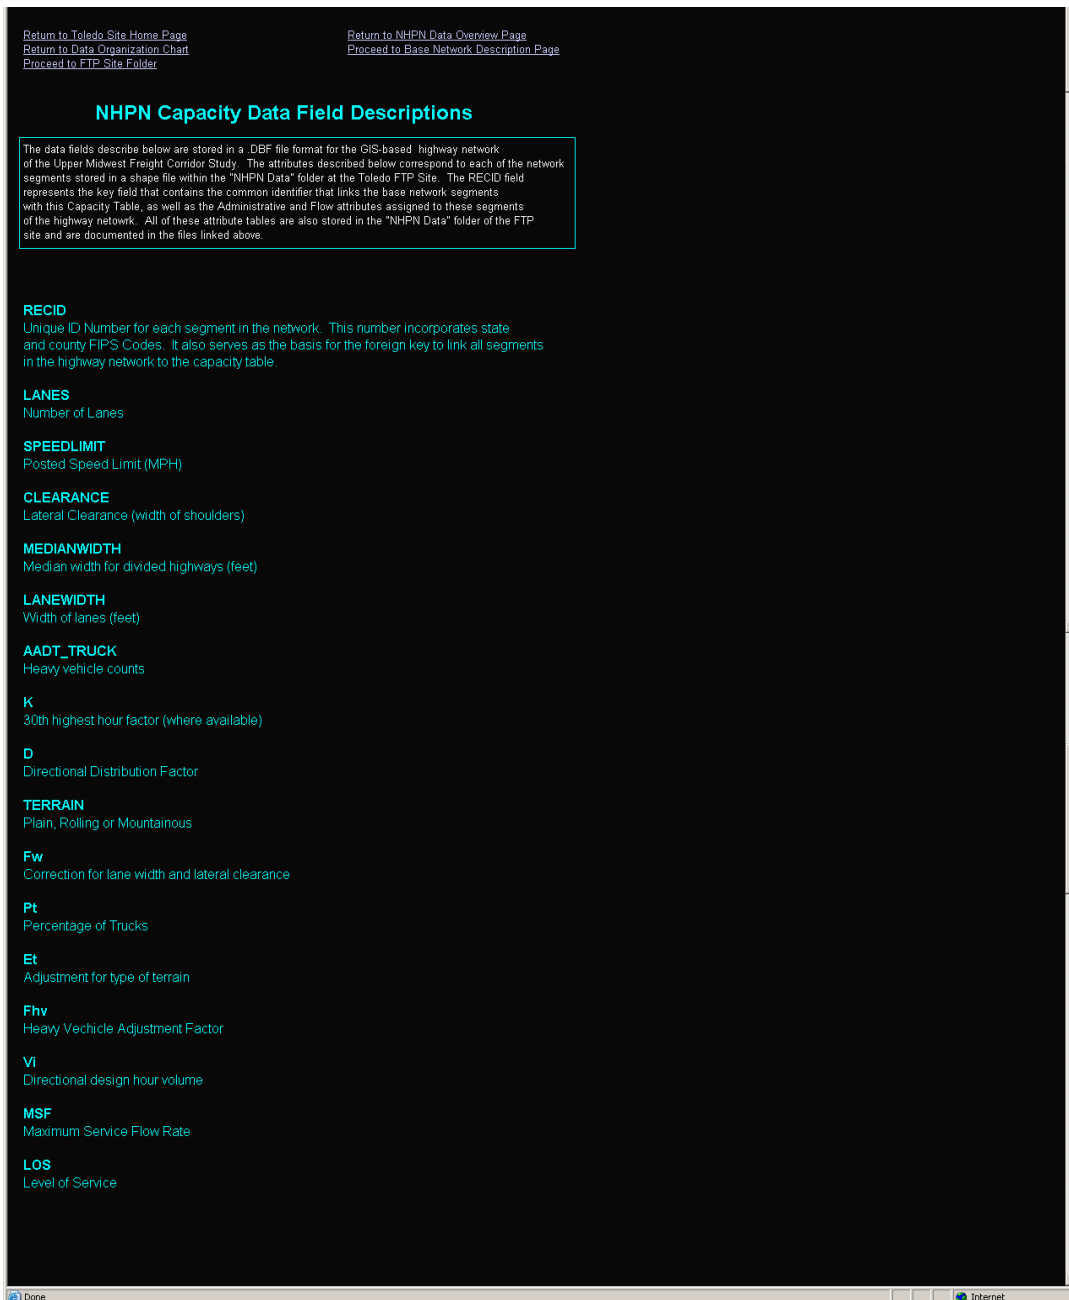 Return to Toledo Site Home Page
Return to NHPN Data Overview Page
Return to Data Organization Chart
Proceed to Base Network Description Page
Proceed to FTP Site Folder
NHPN Capacity Data Field Descriptions
The data fields describe below are stored in a .DBF file format for the GIS-based highway network
of the Upper Midwest Freight Corridor Study. The attributes described below correspond to each of the network
segments stored in a shape file within the "NHPN Data" folder at the Toledo FTP Site. The RECID field
represents the key field that contains the common identifier that links the base network segments
with this Capacity Table, as well as the Administrative and Flow attributes assigned to these segments
of the highway netowrk. All of these attribute tables are also stored in the "NHPN Data" folder of the FTP
site and are documented in the files linked above.
RECID
Unique ID Number for each segment in the network. This number incorporates state
and county FIPS Codes. It also serves as the basis for the foreign key to link all segments
in the highway network to the capacity table.
LANES
Number of Lanes
SPEEDLIMIT
Posted Speed Limit (MPH)
CLEARANCE
Lateral Clearance (width of shoulders)
MEDIANWIDTH
Median width for divided highways (feet)
LANEWIDTH
Width of lanes (feet)
AADT_TRUCK
Heavy vehicle counts
K
30th highest hour factor (where available)
D
Directional Distribution Factor
TERRAIN
Plain, Rolling or Mountainous
Fw
Correction for lane width and lateral clearance
Pt
Percentage of Trucks
Et
Adjustment for type of terrain
Fhv
Heavy Vechicle Adjustment Factor
Vi
Directional design hour volume
MSF
Maximum Service Flow Rate
LOS
Level of Service
Done
Internet